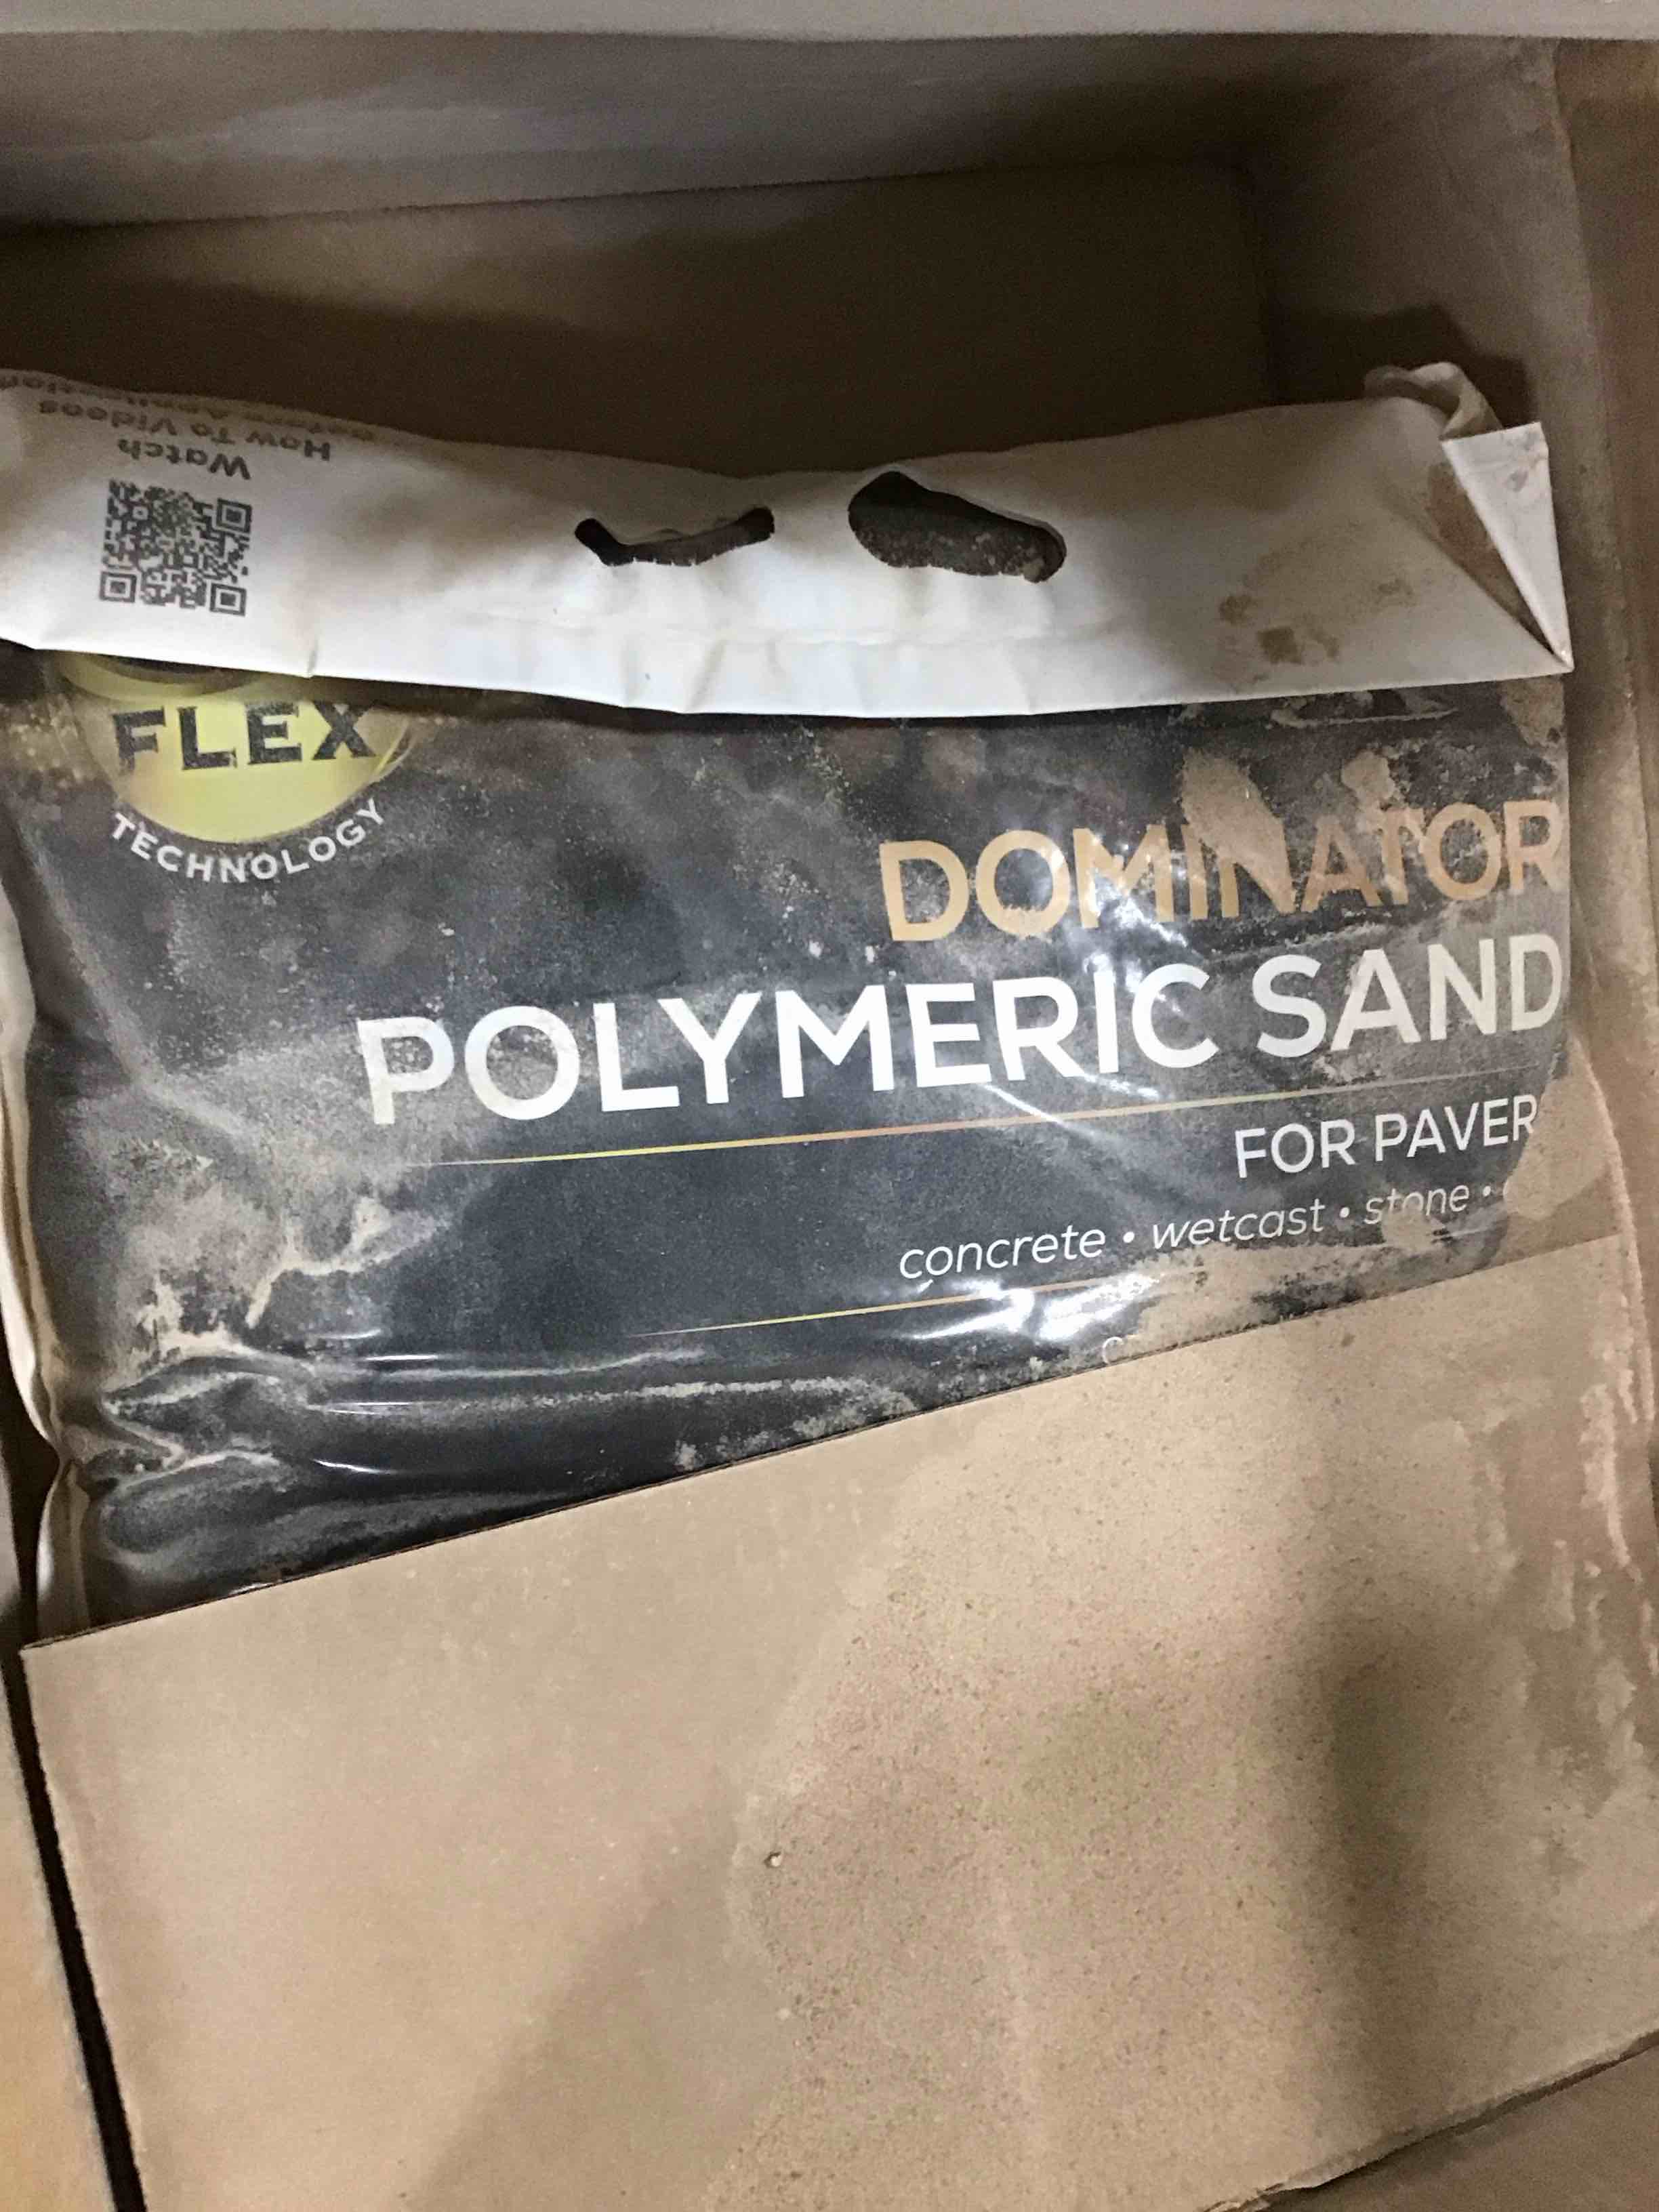 Watch
How To Videos
FLEX
TECHNOLOGY
DOMINATOR
POLYMERIC SAND
FOR PAVER
concrete • wetcast • stone •